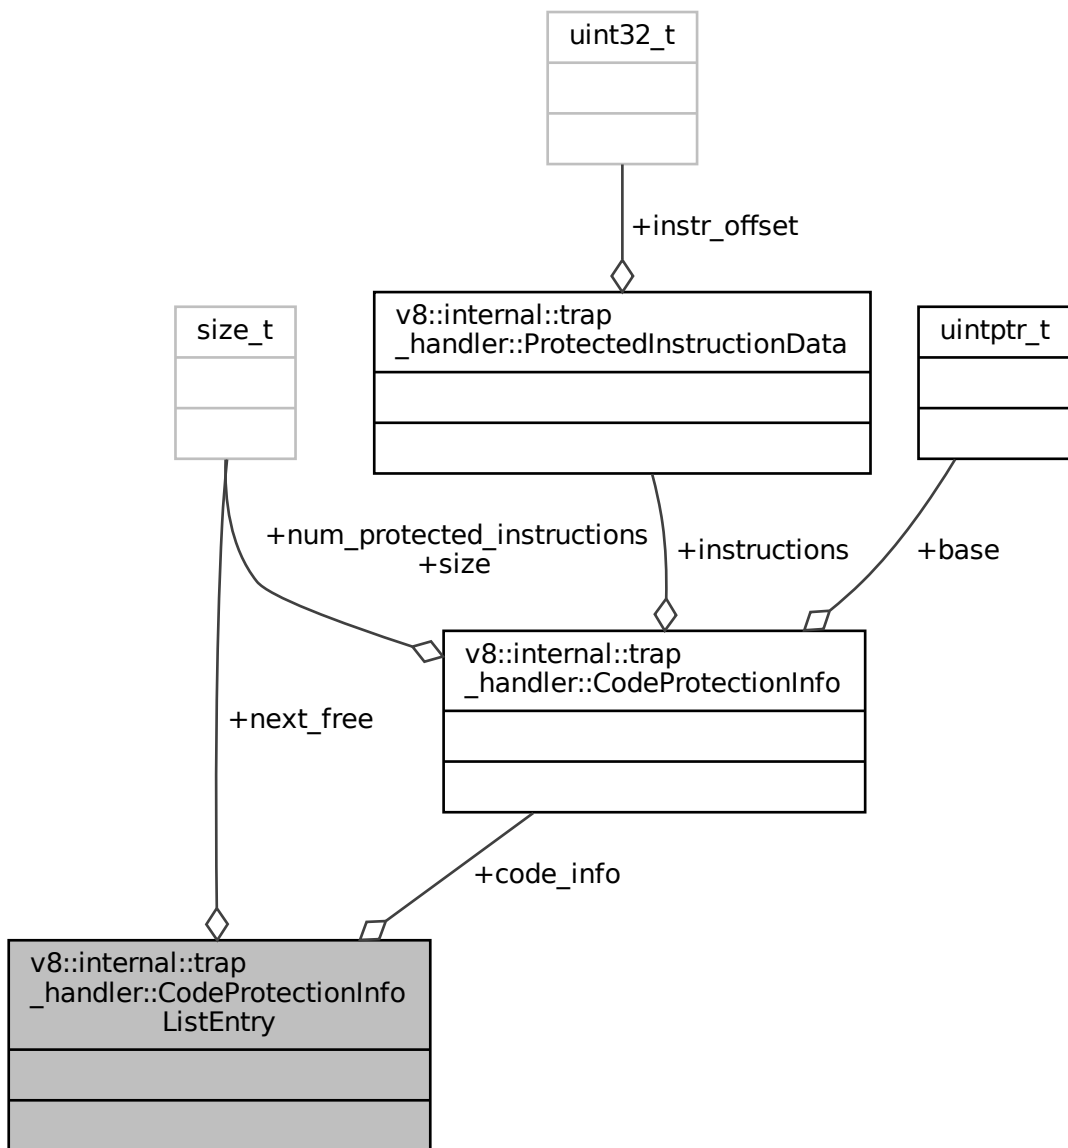 uint32_t
+instr_offset
v8::internal::trap
_handler::ProtectedInstructionData
size_t
uintptr_t
+num_protected_instructions
+size
+instructions
+base
v8::internal::trap
_handler::CodeProtectionInfo
+next_free
+code_info
v8::internal::trap
_handler::CodeProtectionInfo
ListEntry